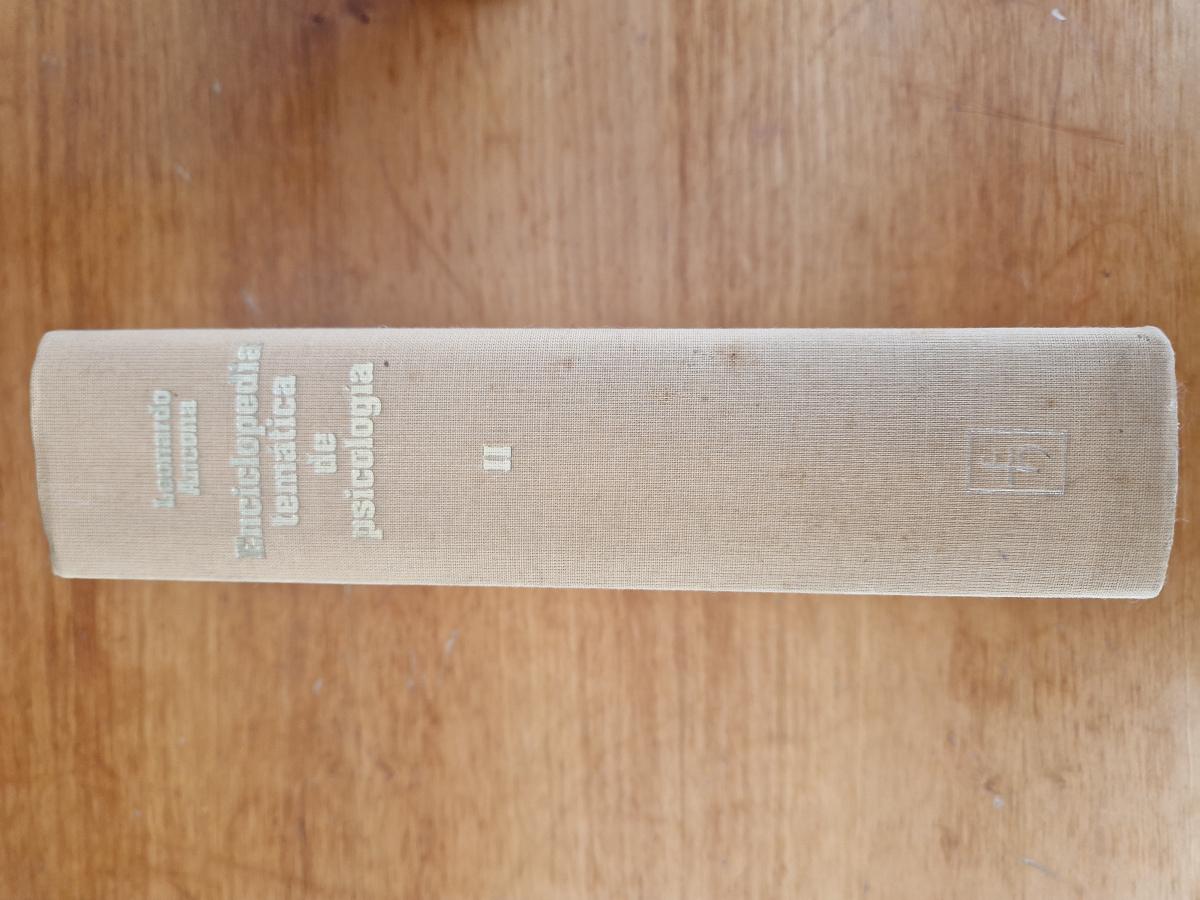 Leonardo
Ancona
Enciclopedia
temática
de
psicología
II